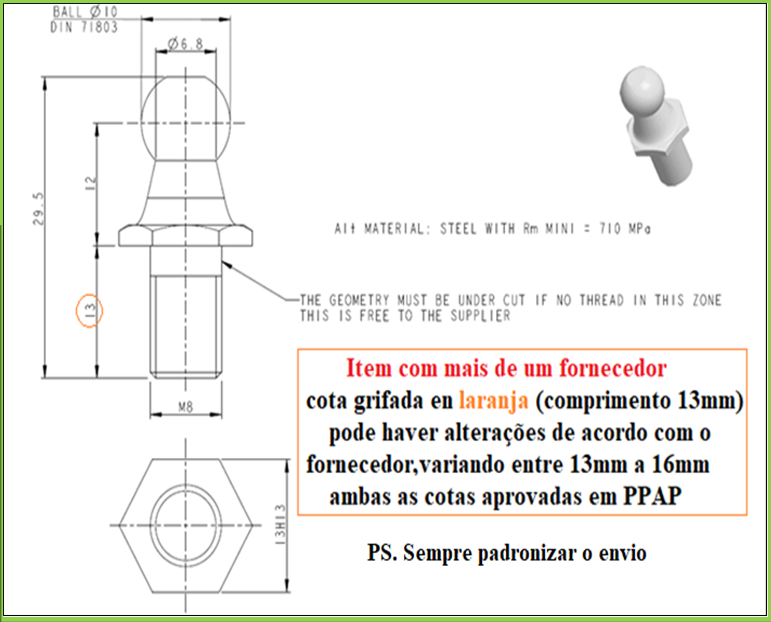 BALL Ø10
DIN 71803
Ø6.8
29.5
12
13
M8
13H13
Alt MATERIAL: STEEL WITH Rm MINI = 710 MPa
THE GEOMETRY MUST BE UNDER CUT IF NO THREAD IN THIS ZONE
THIS IS FREE TO THE SUPPLIER
Item com mais de um fornecedor
cota grifada en laranja (comprimento 13mm)
pode haver alterações de acordo com o
fornecedor,variando entre 13mm a 16mm
ambas as cotas aprovadas em PPAP
PS. Sempre padronizar o envio